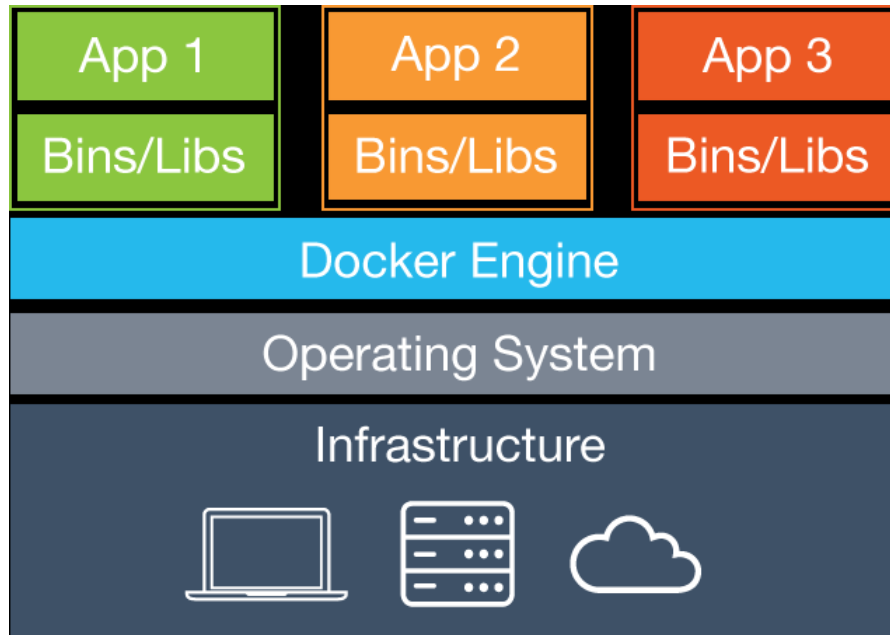 App 1
App 2
App 3
Bins/Libs
Bins/Libs
Bins/Libs
Docker Engine
Operating System
Infrastructure